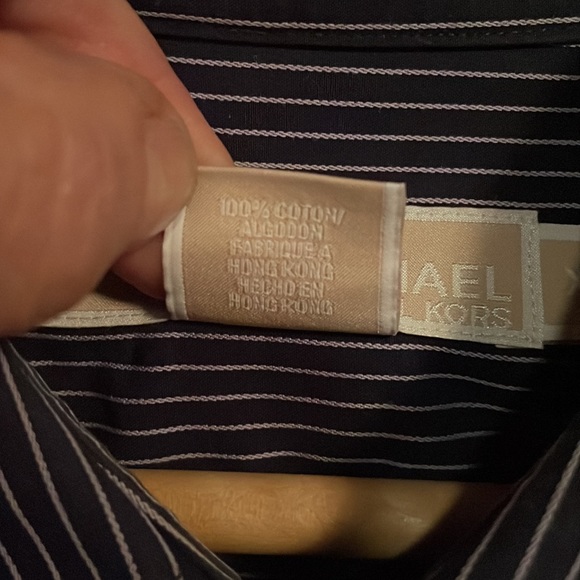 100% COTON/
ALGODON
FABRIQUE A
HONG KONG
HECHO EN
HONG KONG
HAEL
KORS